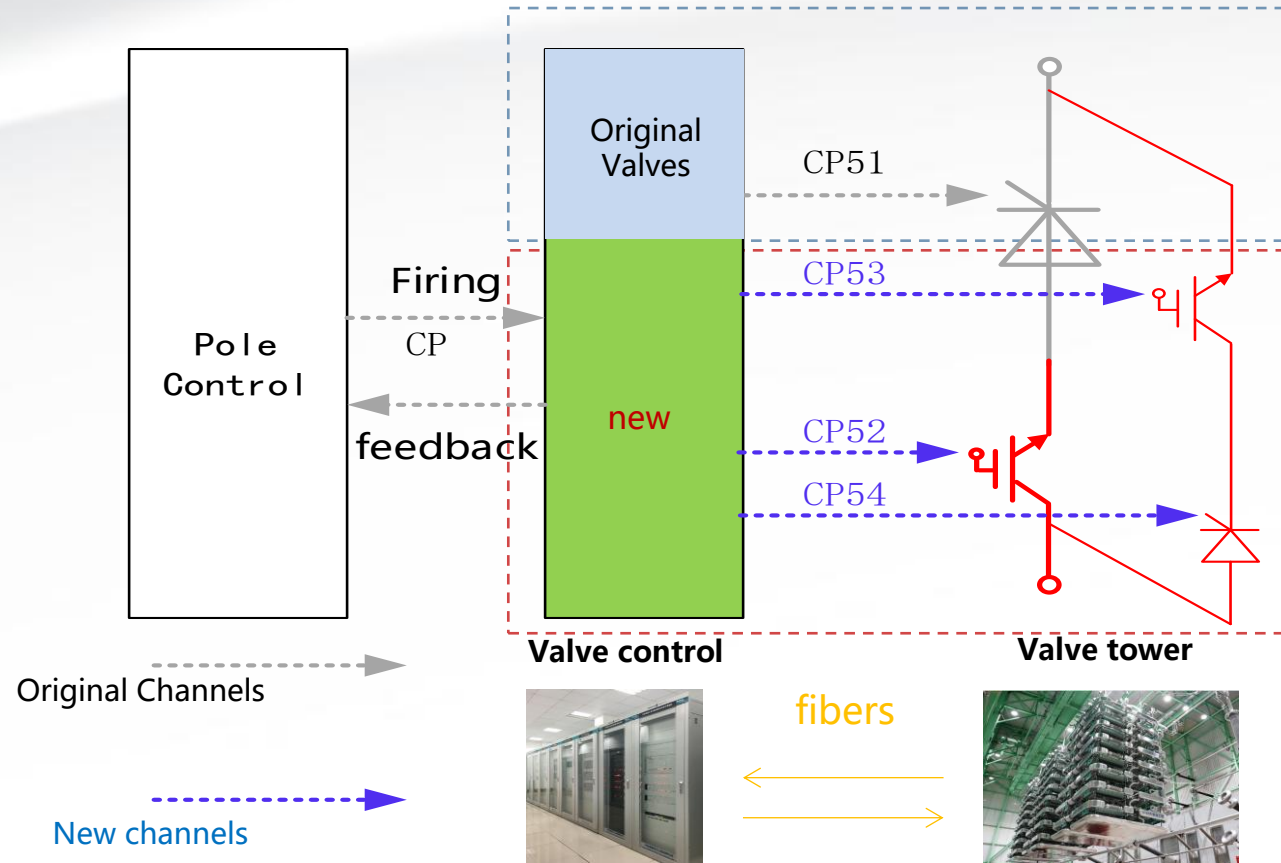 Original
Valves
CP51
Firing
CP53
CP
Pole
Control
new
feedback
CP52
CP54
Valve control
Valve tower
Original Channels
fibers
New channels